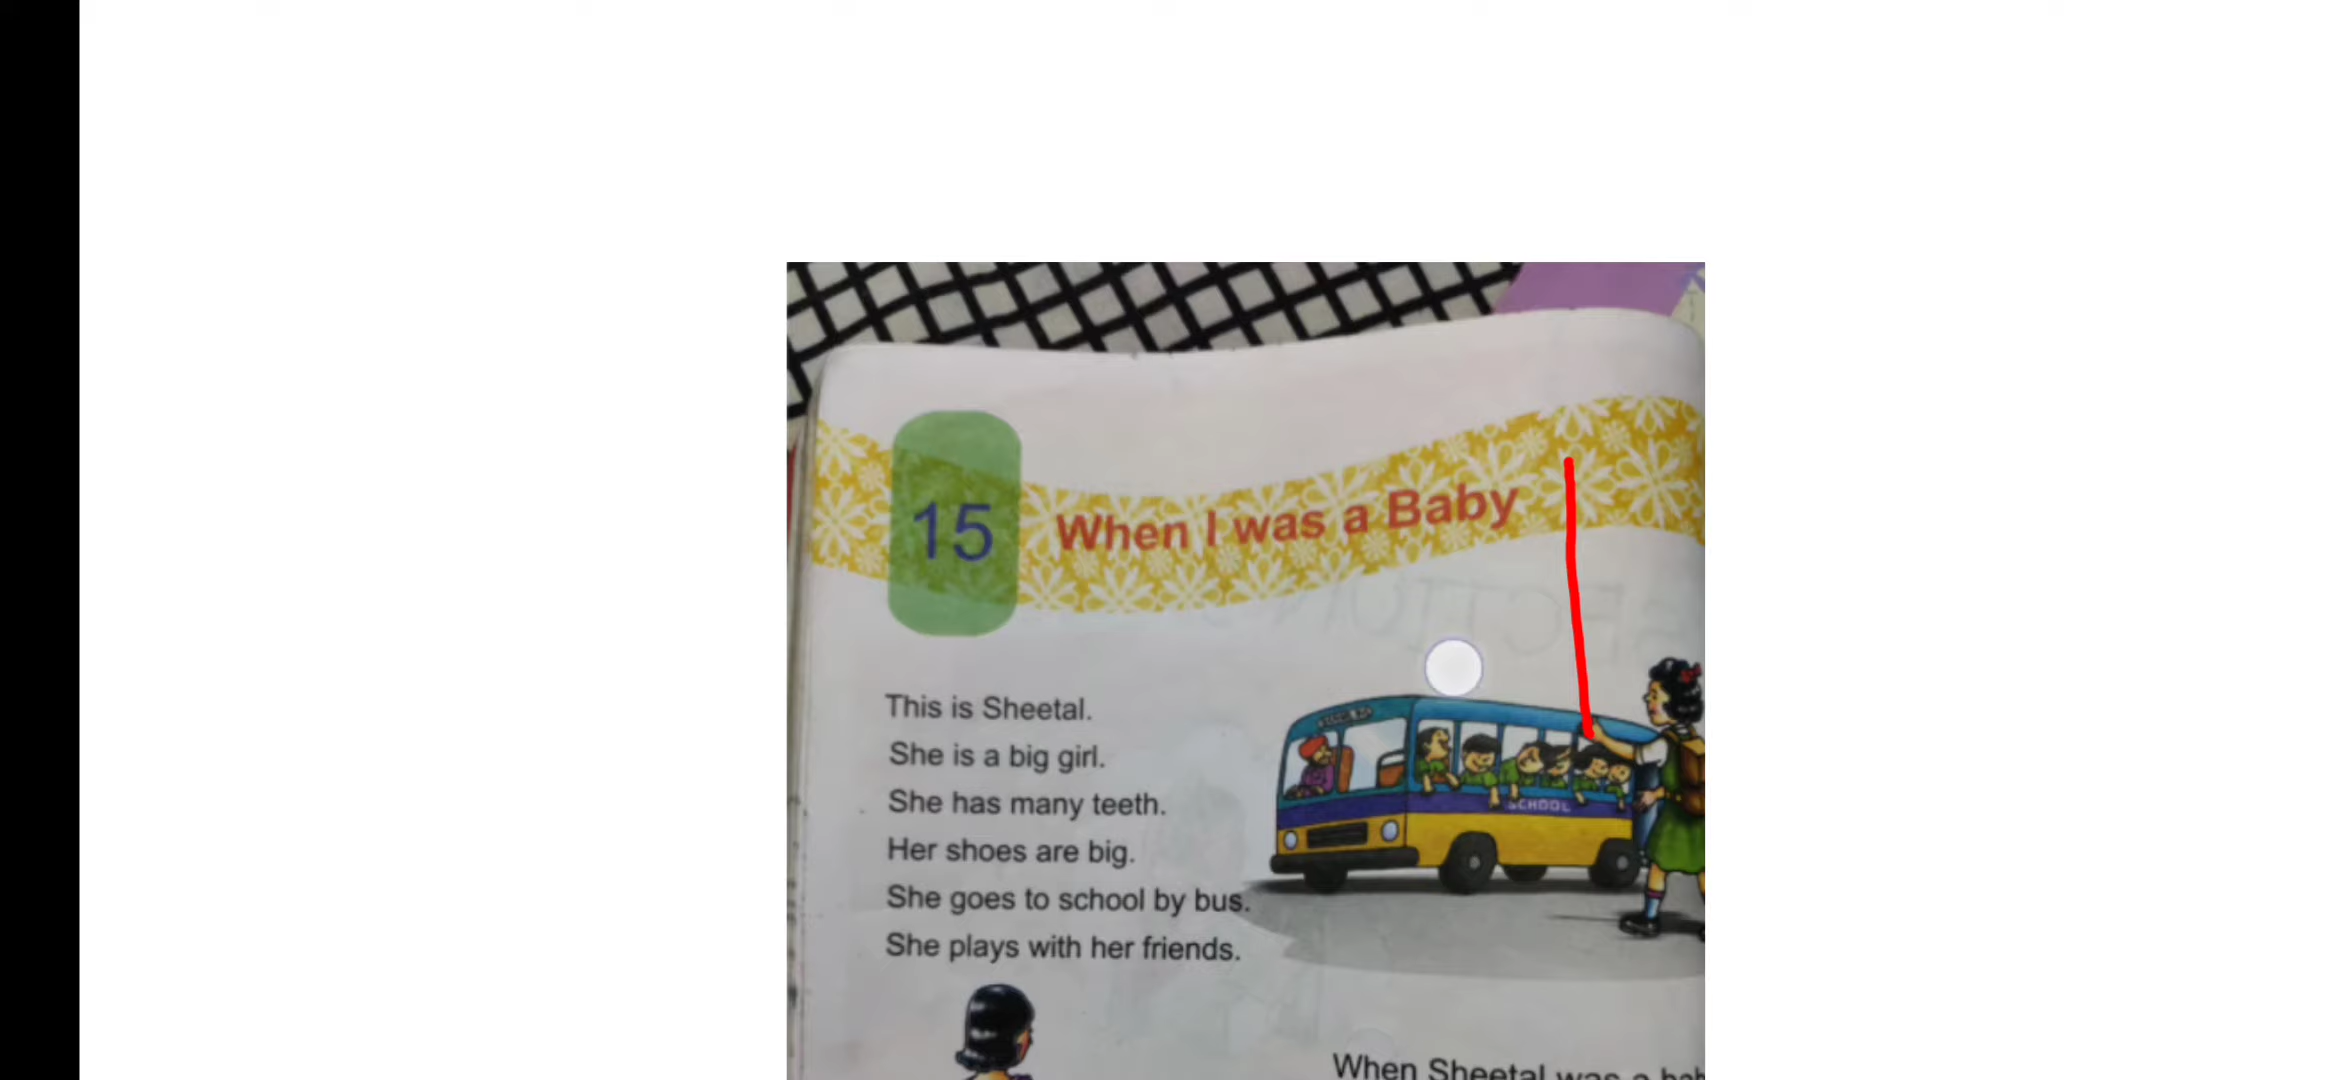 15
When I was a Baby
This is Sheetal.
She is a big girl.
She has many teeth.
Her shoes are big.
She goes to school by bus.
She plays with her friends.
SCHOOL
When Sheetal was a